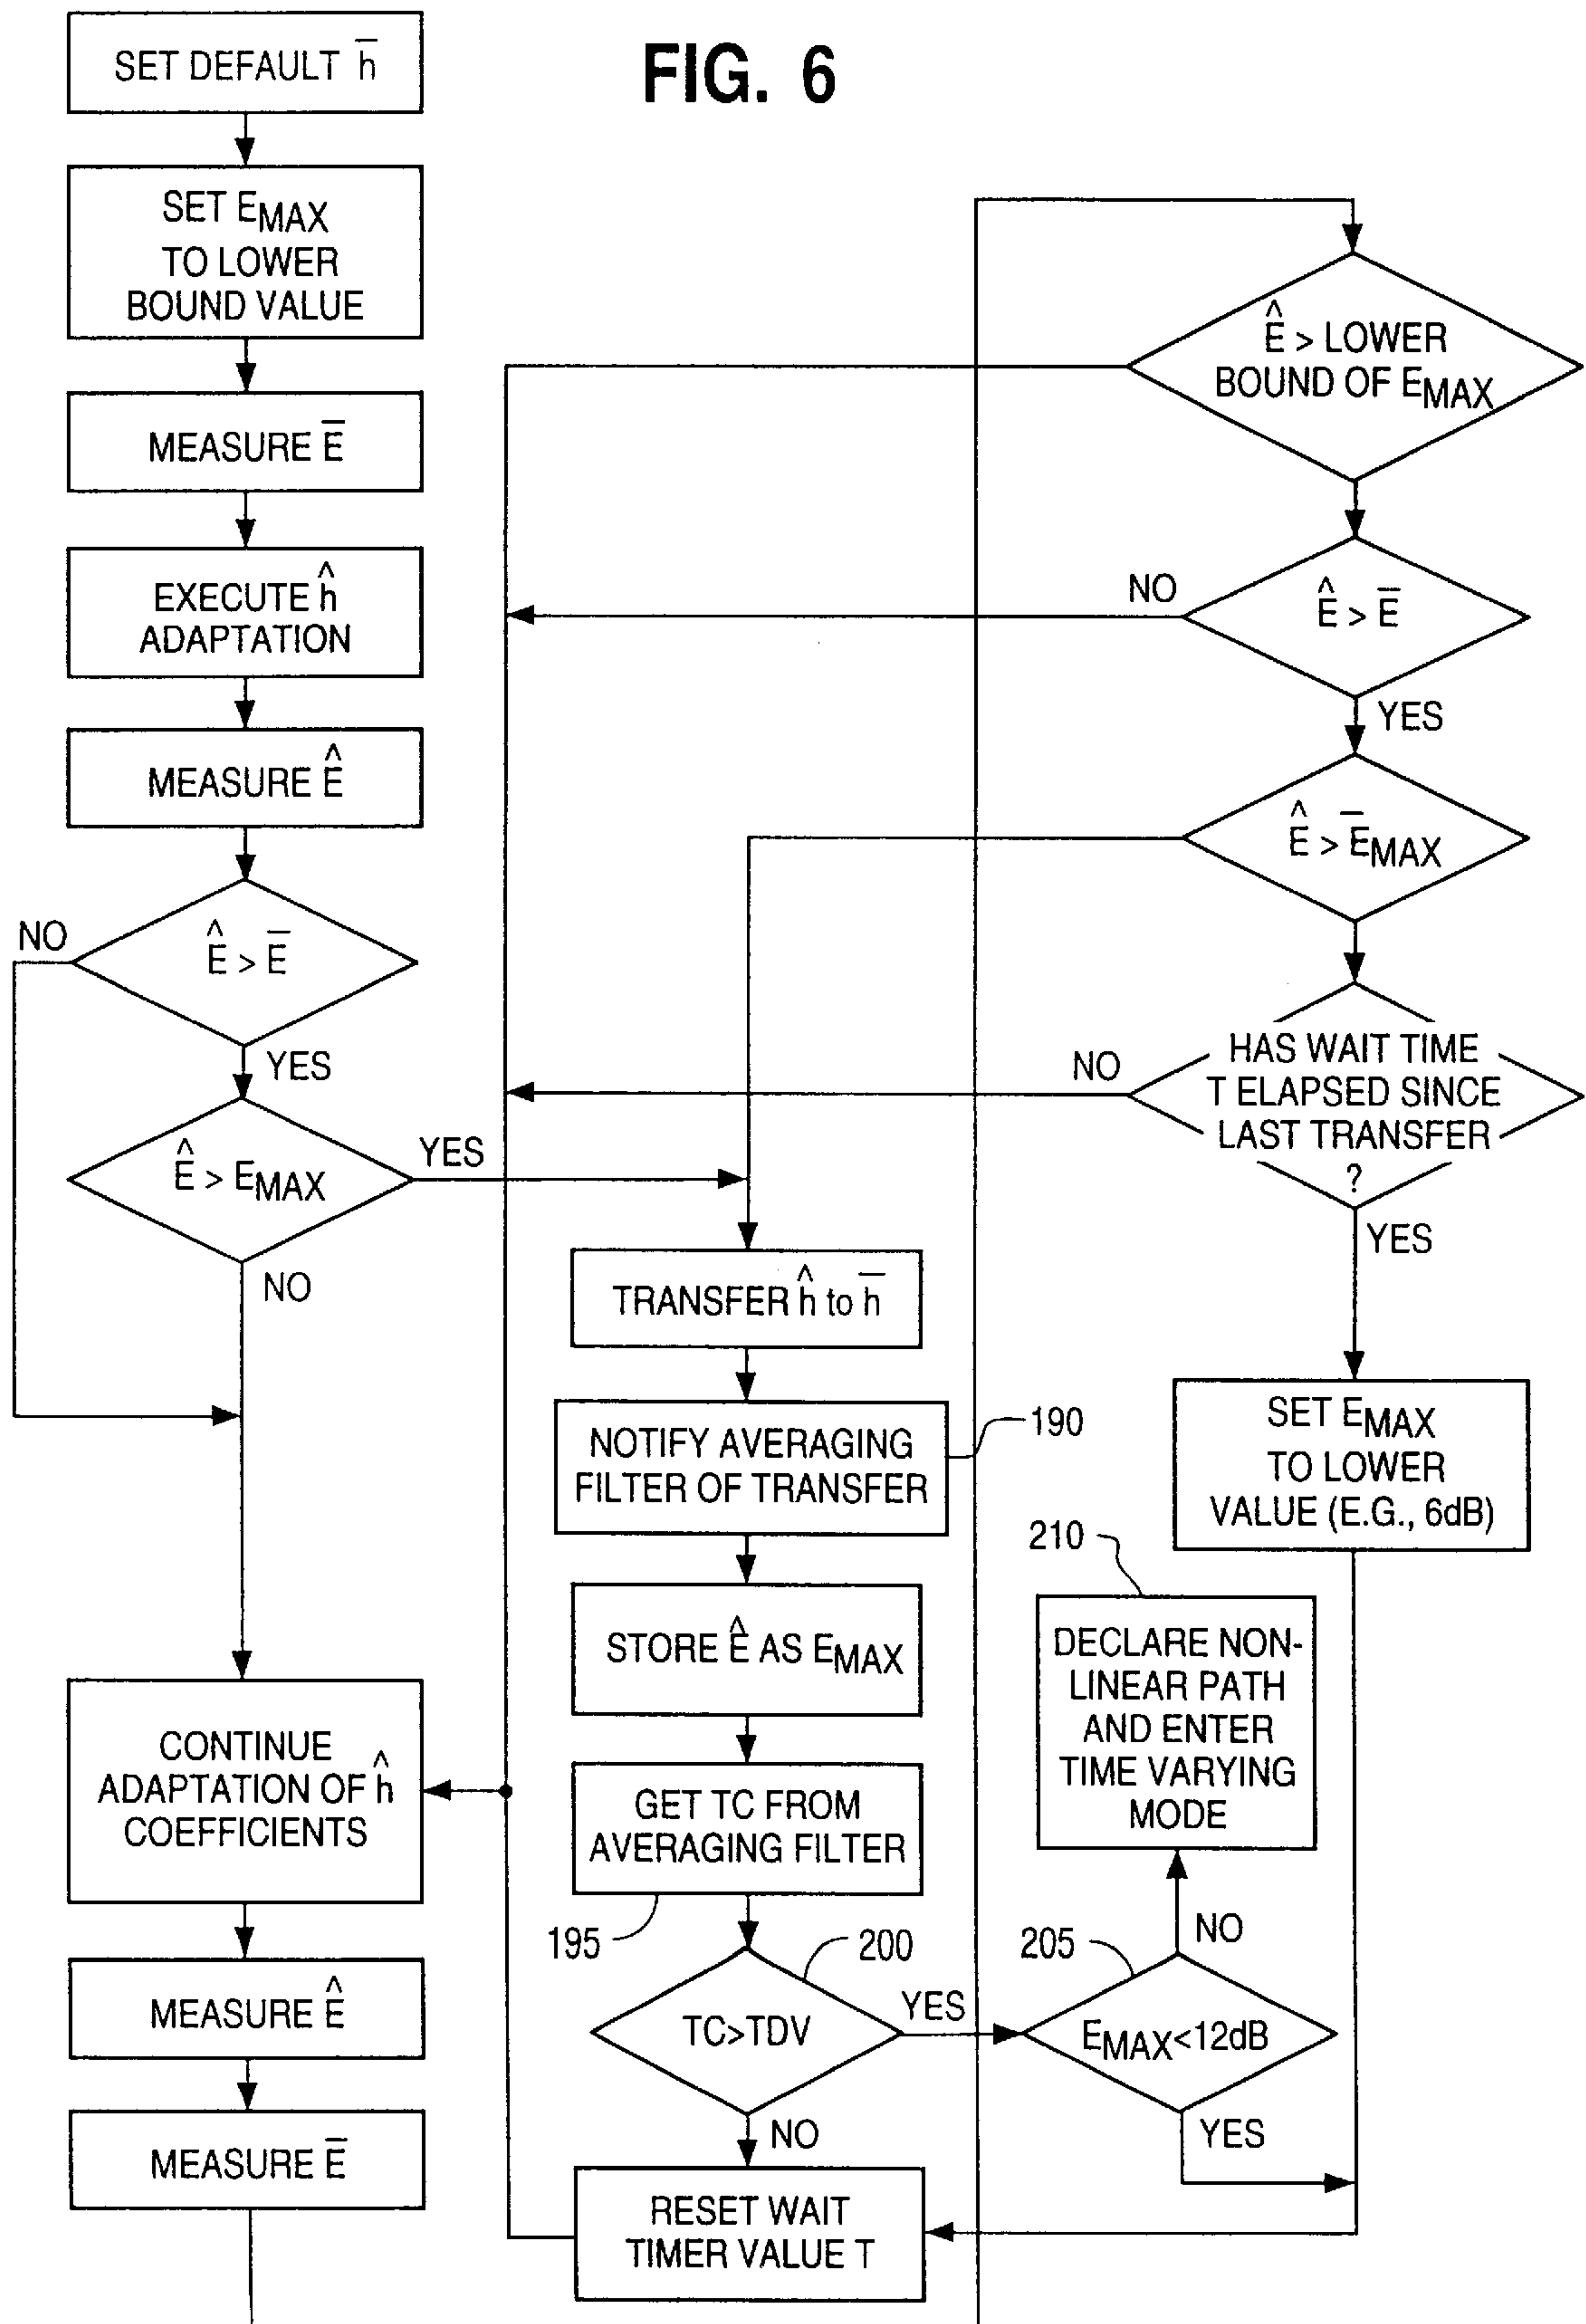 FIG. 6
SET DEFAULT h̅
SET EMAX
TO LOWER
BOUND VALUE
MEASURE E̅
EXECUTE ĥ
ADAPTATION
MEASURE Ê
Ê > E̅
NO
YES
Ê > EMAX
YES
NO
CONTINUE
ADAPTATION OF ĥ
COEFFICIENTS
MEASURE Ê
MEASURE E̅
TRANSFER ĥ to h̅
NOTIFY AVERAGING
FILTER OF TRANSFER
190
STORE Ê AS EMAX
GET TC FROM
AVERAGING FILTER
195
200
TC>TDV
YES
NO
RESET WAIT
TIMER VALUE T
Ê > LOWER
BOUND OF EMAX
NO
Ê > E̅
YES
Ê > E̅MAX
NO
HAS WAIT TIME
T ELAPSED SINCE
LAST TRANSFER
?
YES
SET EMAX
TO LOWER
VALUE (E.G., 6dB)
210
DECLARE NON-
LINEAR PATH
AND ENTER
TIME VARYING
MODE
NO
205
EMAX<12dB
YES